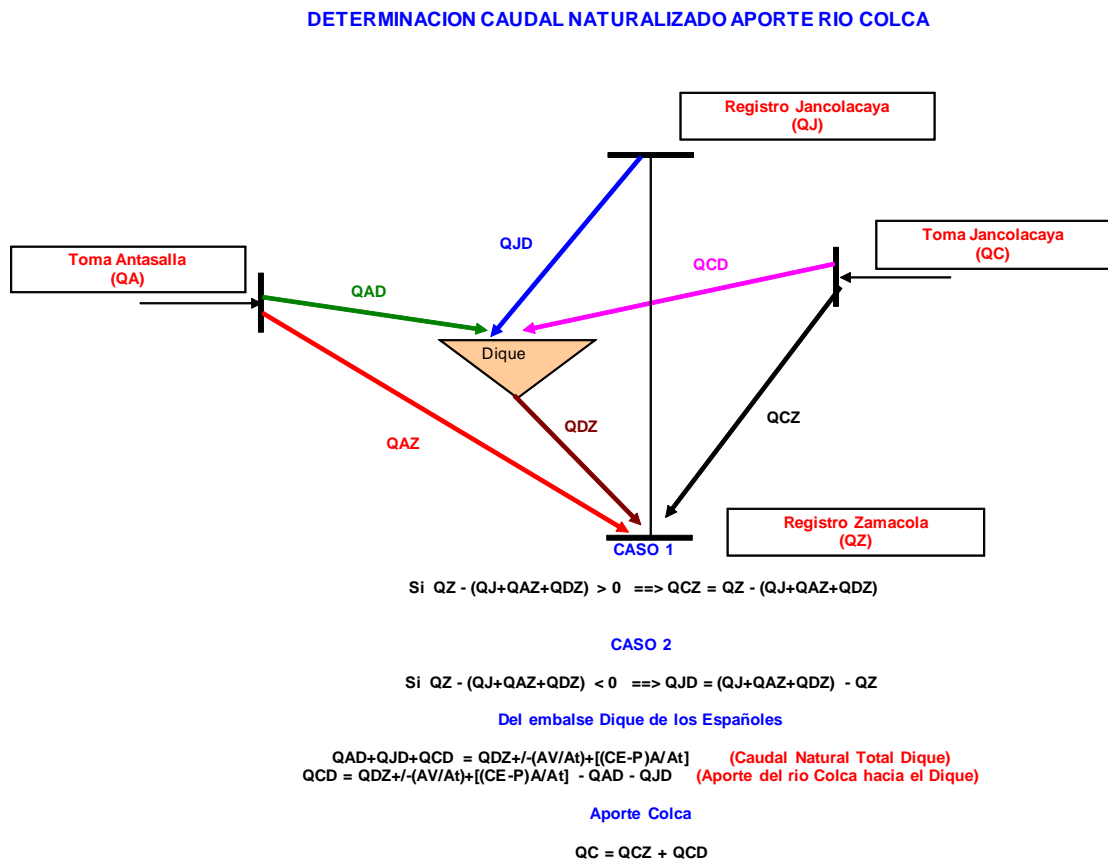 DETERMINACION CAUDAL NATURALIZADO APORTE RIO COLCA
Registro Jancolacaya
(QJ)
Toma Antasalla
(QA)
Toma Jancolacaya
(QC)
QJD
QCD
QAD
Dique
QAZ
QDZ
QCZ
Registro Zamacola
(QZ)
CASO 1
Si QZ - (QJ+QAZ+QDZ) > 0 ==> QCZ = QZ - (QJ+QAZ+QDZ)
CASO 2
Si QZ - (QJ+QAZ+QDZ) < 0 ==> QJD = (QJ+QAZ+QDZ) - QZ
Del embalse Dique de los Españoles
QAD+QJD+QCD = QDZ+/-(AV/At)+[(CE-P)A/At] (Caudal Natural Total Dique)
QCD = QDZ+/-(AV/At)+[(CE-P)A/At] - QAD - QJD (Aporte del rio Colca hacia el Dique)
Aporte Colca
QC = QCZ + QCD